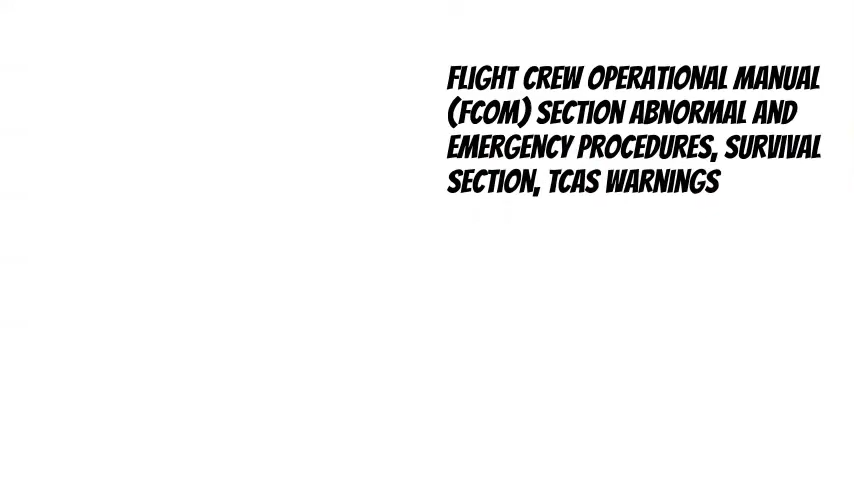 FLIGHT CREW OPERATIONAL MANUAL
(FCOM) SECTION ABNORMAL AND
EMERGENCY PROCEDURES, SURVIVAL
SECTION, TCAS WARNINGS